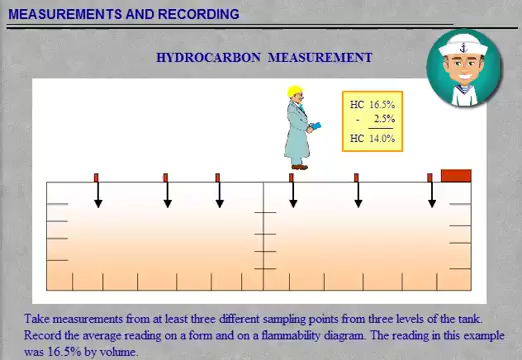 MEASUREMENTS AND RECORDING
HYDROCARBON MEASUREMENT
HC 16.5%
- 2.5%
HC 14.0%
Take measurements from at least three different sampling points from three levels of the tank.
Record the average reading on a form and on a flammability diagram. The reading in this example
was 16.5% by volume.